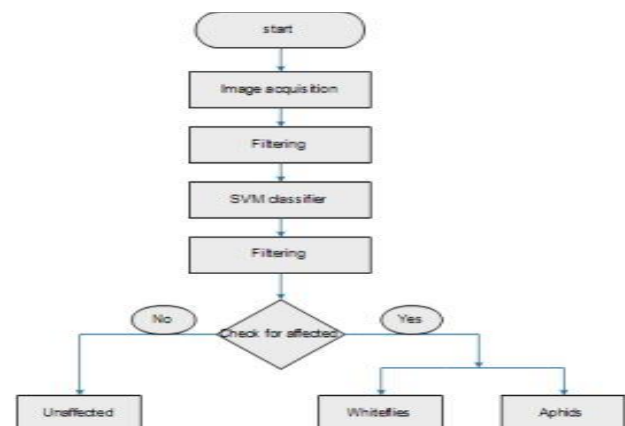 start
Image acquisition
Filtering
SVM classifier
Filtering
No
Check for affected
Yes
Unaffected
Whiteflies
Aphids